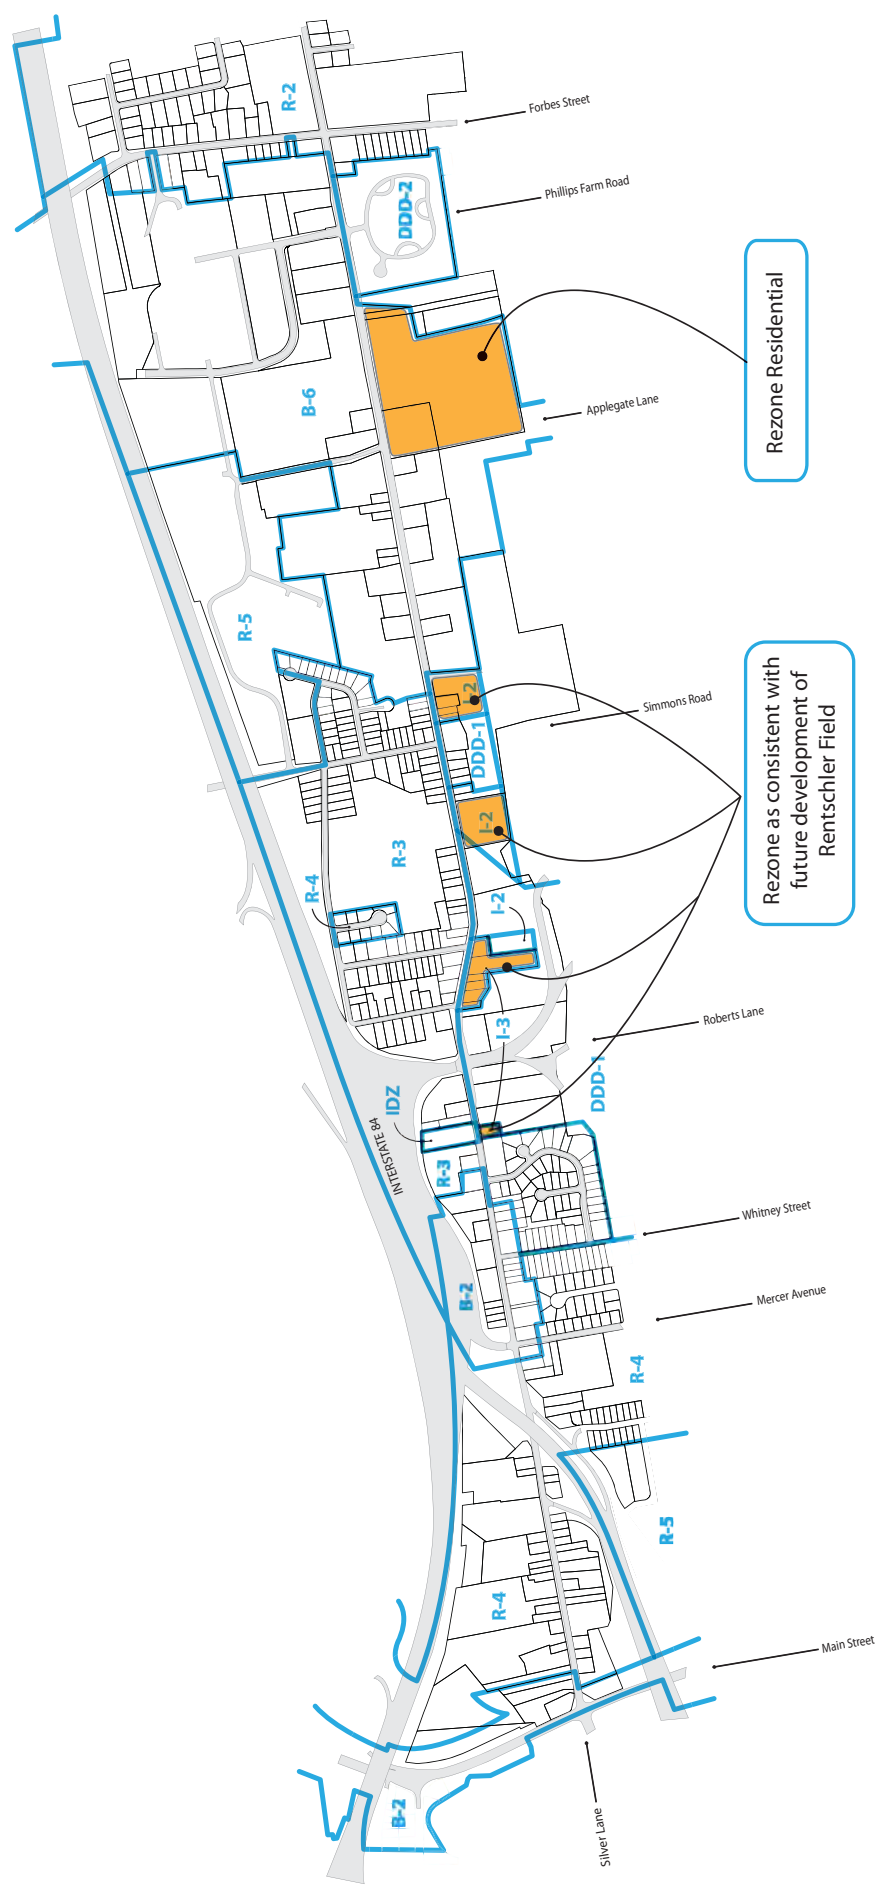 Forbes Street
R-2
Phillips Farm Road
DDD-2
Rezone Residential
Applegate Lane
B-6
R-5
I-2
Simmons Road
DDD-1
Rezone as consistent with
future development of
Rentschler Field
I-2
R-3
R-4
I-2
Roberts Lane
I-3
DDD-1
IDZ
INTERSTATE 84
R-3
Whitney Street
B-2
Mercer Avenue
R-4
R-5
R-4
Main Street
B-2
Silver Lane